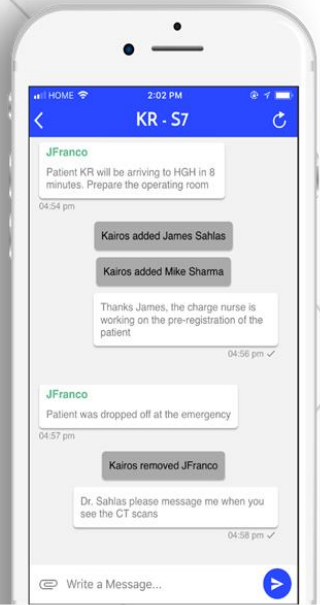 HOME 2:02 PM
KR - S7
JFranco
Patient KR will be arriving to HGH in 8
minutes. Prepare the operating room
04:54 pm
Kairos added James Sahlas
Kairos added Mike Sharma
Thanks James, the charge nurse is
working on the pre-registration of the
patient
04:56 pm ✓
JFranco
Patient was dropped off at the emergency
04:57 pm
Kairos removed JFranco
Dr. Sahlas please message me when you
see the CT scans
04:58 pm ✓
Write a Message...